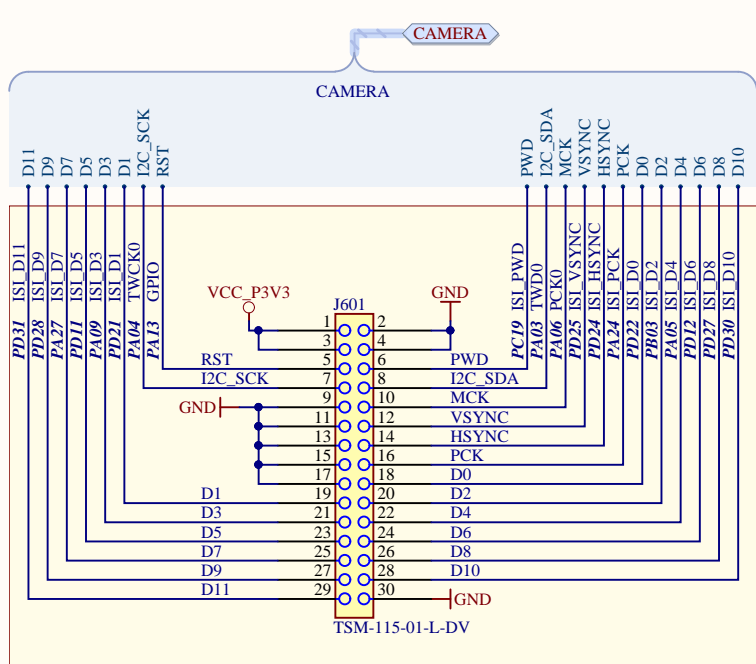 CAMERA
CAMERA
D11
D9
D7
D5
D3
D1
I2C_SCK
RST
PWD
I2C_SDA
MCK
VSYNC
HSYNC
PCK
D0
D2
D4
D6
D8
D10
PD31 ISI_D11
PD28 ISI_D9
PA27 ISI_D7
PD11 ISI_D5
PA09 ISI_D3
PD21 ISI_D1
PA04 TWCK0
PA13 GPIO
PC19 ISI_PWD
PA03 TWD0
PA06 PCK0
PD25 ISI_VSYNC
PD24 ISI_HSYNC
PA24 ISI_PCK
PD22 ISI_D0
PB03 ISI_D2
PA05 ISI_D4
PD12 ISI_D6
PD27 ISI_D8
PD30 ISI_D10
VCC_P3V3
J601
GND
1 2
3 4
RST 5 6 PWD
I2C_SCK 7 8 I2C_SDA
GND 9 10 MCK
11 12 VSYNC
13 14 HSYNC
15 16 PCK
17 18 D0
D1 19 20 D2
D3 21 22 D4
D5 23 24 D6
D7 25 26 D8
D9 27 28 D10
D11 29 30 GND
TSM-115-01-L-DV